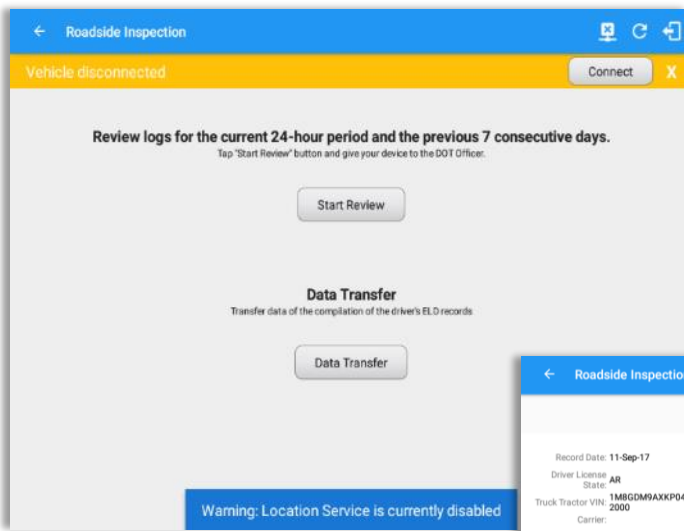 Roadside Inspection
Vehicle disconnected
Connect
X
Review logs for the current 24-hour period and the previous 7 consecutive days.
Tap "Start Review" button and give your device to the DOT Officer.
Start Review
Data Transfer
Transfer data of the compilation of the driver's ELD records
Data Transfer
Warning: Location Service is currently disabled
Roadside Inspection
Record Date: 11-Sep-17
Driver License
State: AR
Truck Tractor VIN: 1M8GDM9AXKP04
2000
Carrier: